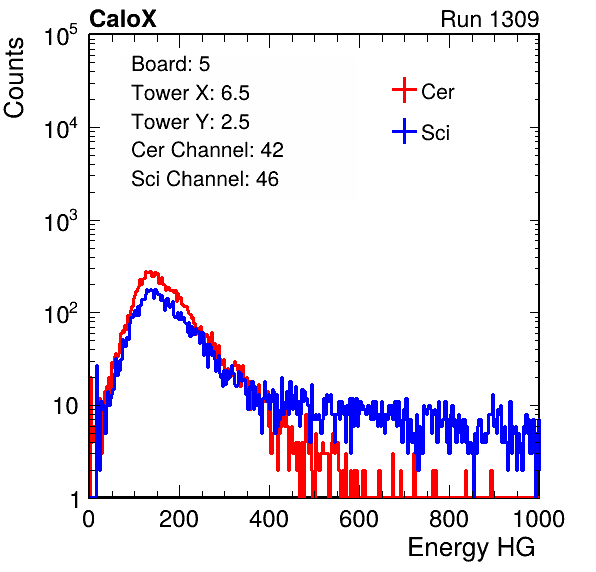 CaloX
Run 1309
Counts
10^5
10^4
10^3
10^2
10
1
Board: 5
Tower X: 6.5
Tower Y: 2.5
Cer Channel: 42
Sci Channel: 46
Cer
Sci
0 200 400 600 800 1000
Energy HG